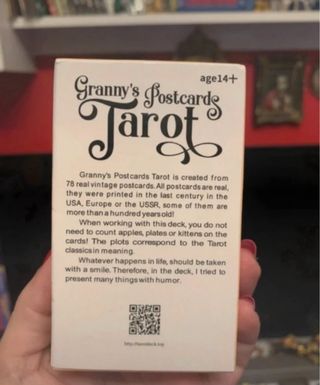 age14+
Granny's Postcards
Tarot
Granny's Postcards Tarot is created from
78 real vintage postcards. All postcards are real,
they were printed in the last century in the
USA, Europe or the USSR, some of them are
more than a hundred years old!
When working with this deck, you do not
need to count apples, plates or kittens on the
cards! The plots correspond to the Tarot
classics in meaning.
Whatever happens in life, should be taken
with a smile. Therefore, in the deck, I tried to
present many things with humor.